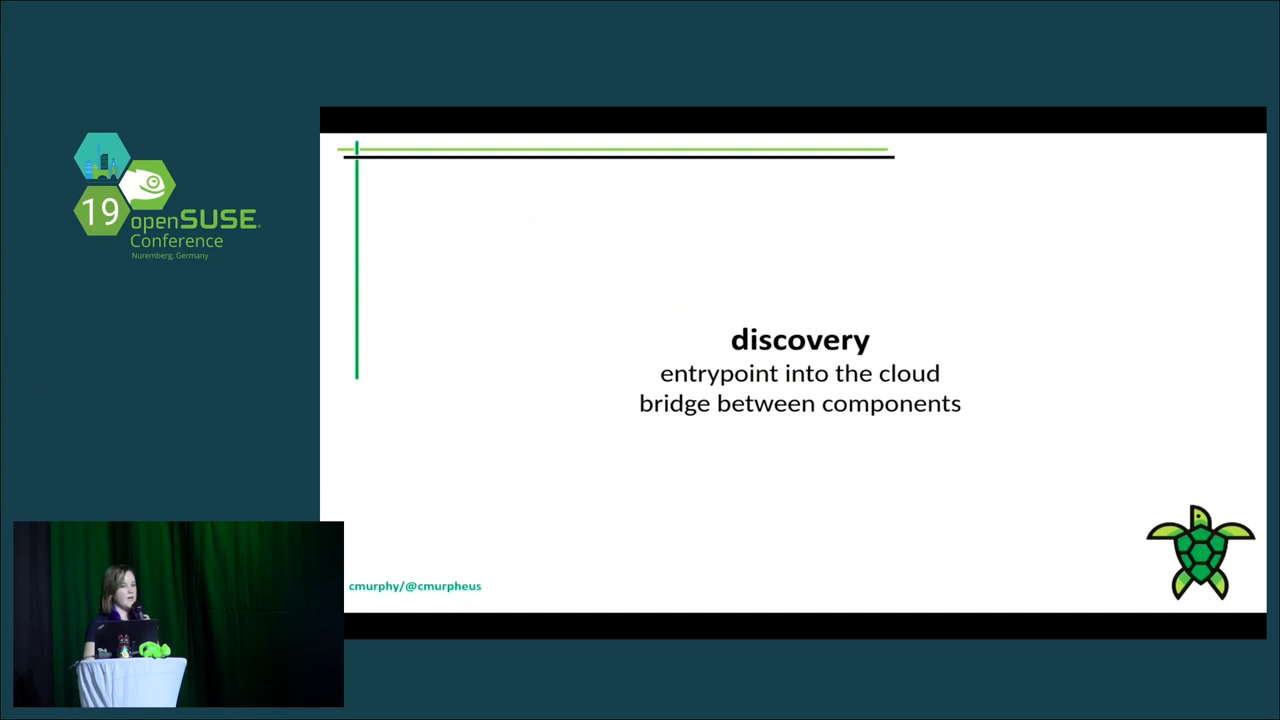 19
openSUSE
Conference
Nuremberg, Germany
discovery
entrypoint into the cloud
bridge between components
cmurphy/@cmurpheus